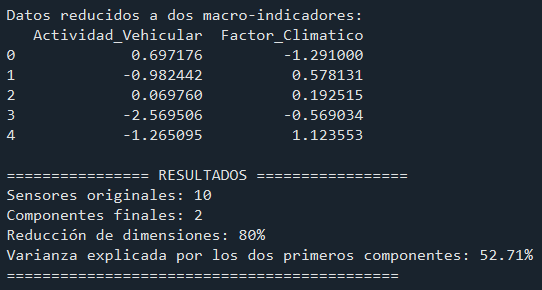 Datos reducidos a dos macro-indicadores:
Actividad_Vehicular Factor_Climatico
0 0.697176 -1.291000
1 -0.982442 0.578131
2 0.069760 0.192515
3 -2.569506 -0.569034
4 -1.265095 1.123553
================ RESULTADOS =================
Sensores originales: 10
Componentes finales: 2
Reducción de dimensiones: 80%
Varianza explicada por los dos primeros componentes: 52.71%
============================================